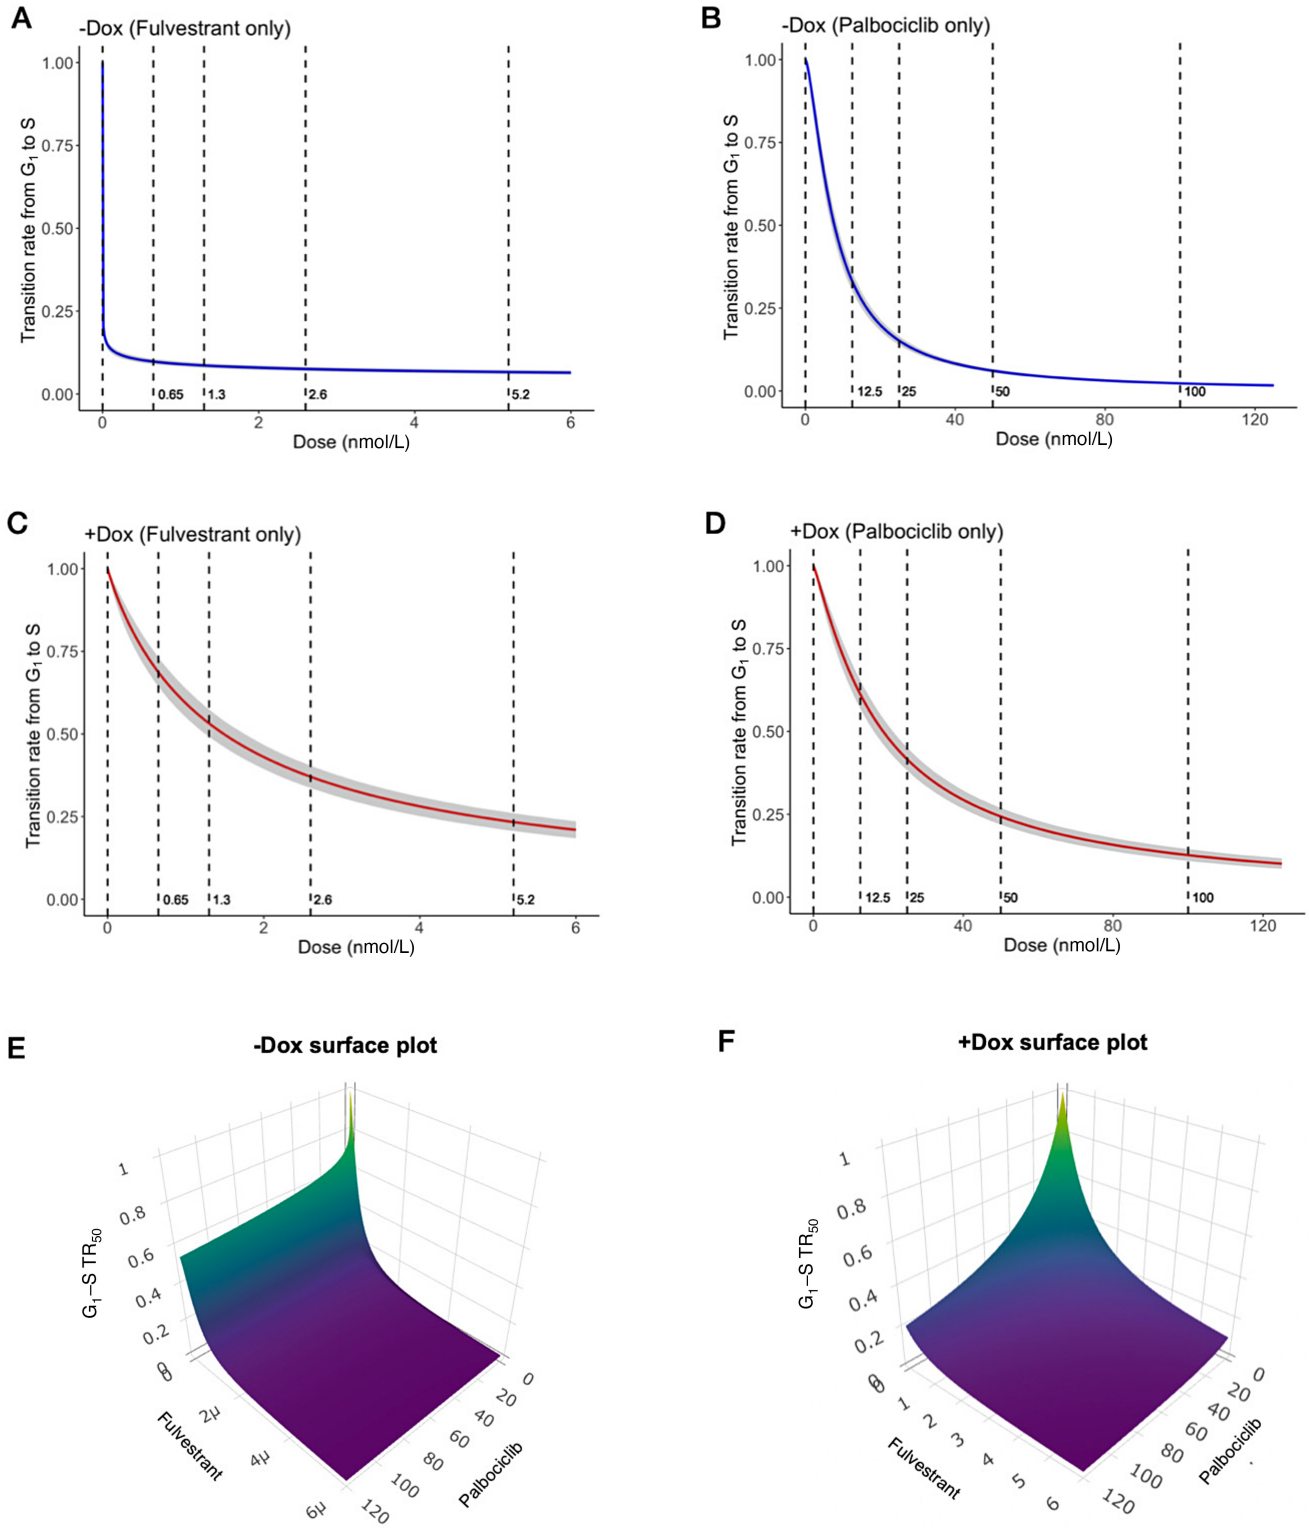 A
-Dox (Fulvestrant only)
Transition rate from G₁ to S
1.00
0.75
0.50
0.25
0.00
0.65
1.3
2.6
5.2
0
2
4
6
Dose (nmol/L)
B
-Dox (Palbociclib only)
Transition rate from G₁ to S
1.00
0.75
0.50
0.25
0.00
12.5
25
50
100
0
40
80
120
Dose (nmol/L)
C
+Dox (Fulvestrant only)
Transition rate from G₁ to S
1.00
0.75
0.50
0.25
0.00
0.65
1.3
2.6
5.2
0
2
4
6
Dose (nmol/L)
D
+Dox (Palbociclib only)
Transition rate from G₁ to S
1.00
0.75
0.50
0.25
0.00
12.5
25
50
100
0
40
80
120
Dose (nmol/L)
E
-Dox surface plot
G₁–S TR₅₀
1
0.8
0.6
0.4
0.2
0
0
2μ
4μ
6μ
Fulvestrant
0
20
40
60
80
100
120
Palbociclib
F
+Dox surface plot
G₁–S TR₅₀
1
0.8
0.6
0.4
0.2
0
0
1
2
3
4
5
6
Fulvestrant
0
20
40
60
80
100
120
Palbociclib